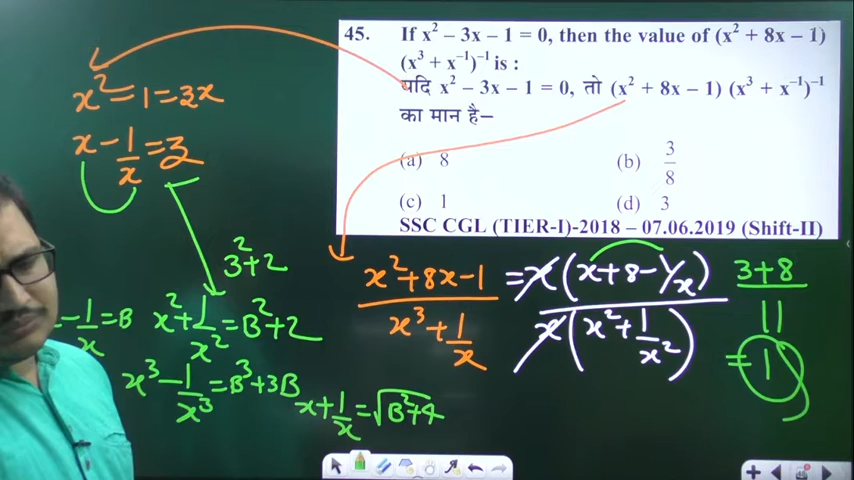 45. If x² – 3x – 1 = 0, then the value of (x² + 8x – 1)
(x³ + x⁻¹)⁻¹ is :
यदि x² – 3x – 1 = 0, तो (x² + 8x – 1) (x³ + x⁻¹)⁻¹
का मान है–
(a) 8 (b) 3/8
(c) 1 (d) 3
SSC CGL (TIER-I)-2018 – 07.06.2019 (Shift-II)
x² – 1 = 3x
x – 1/x = 3
3² + 2
– 1/x = B
x² + 1/x² = B² + 2
x³ – 1/x³ = B³ + 3B
x + 1/x = √(B² + 4)
(x² + 8x – 1)/(x³ + 1/x) = x(x + 8 – 1/x)/x(x² + 1/x²)
3 + 8
11
= 1